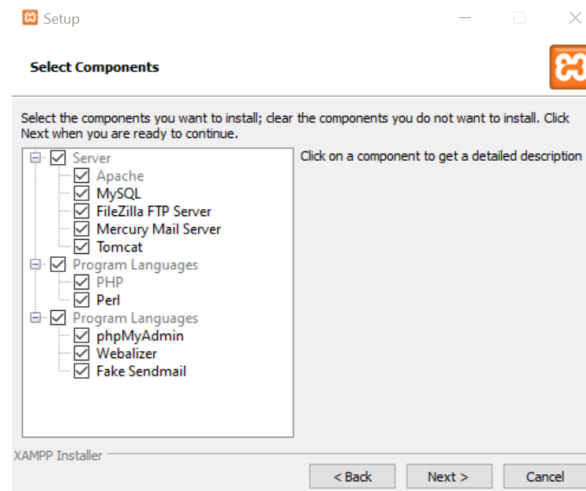 Setup
Select Components
Select the components you want to install; clear the components you do not want to install. Click
Next when you are ready to continue.
Server
Apache
MySQL
FileZilla FTP Server
Mercury Mail Server
Tomcat
Program Languages
PHP
Perl
Program Languages
phpMyAdmin
Webalizer
Fake Sendmail
Click on a component to get a detailed description
XAMPP Installer
< Back
Next >
Cancel